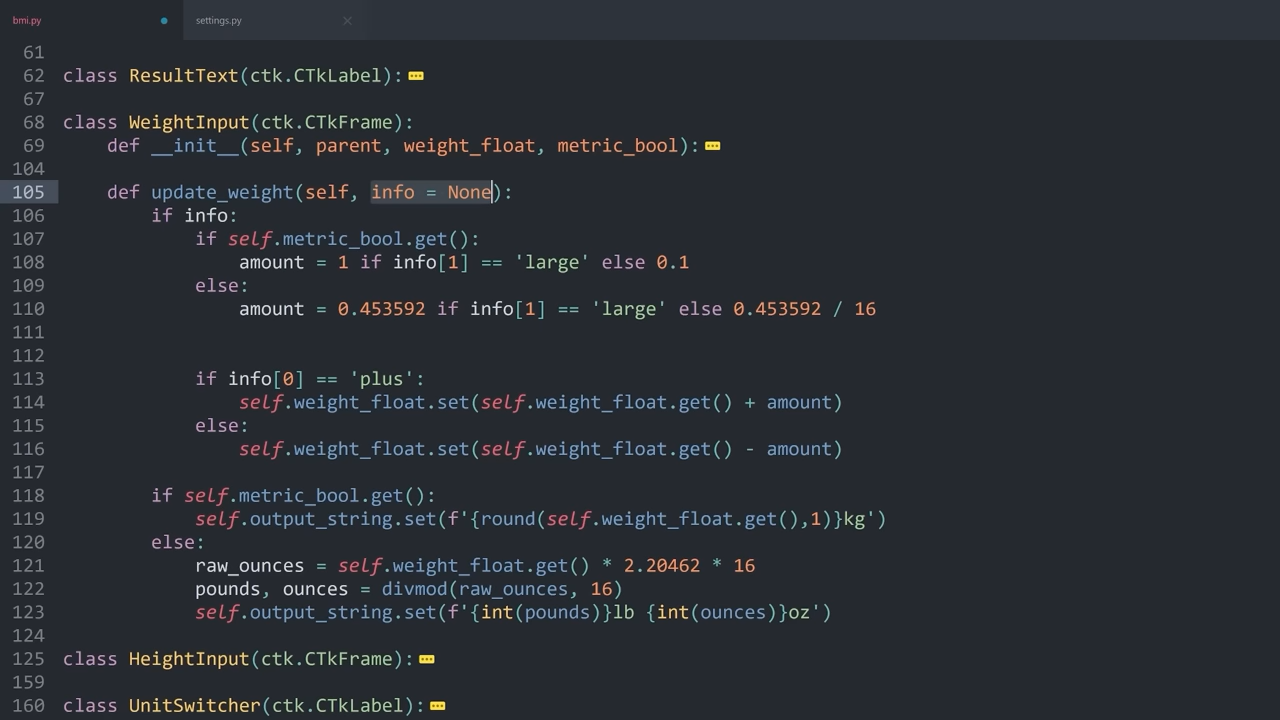 bmi.py
settings.py
61
62 class ResultText(ctk.CTkLabel):
67
68 class WeightInput(ctk.CTkFrame):
69 def __init__(self, parent, weight_float, metric_bool):
104
105 def update_weight(self, info = None):
106 if info:
107 if self.metric_bool.get():
108 amount = 1 if info[1] == 'large' else 0.1
109 else:
110 amount = 0.453592 if info[1] == 'large' else 0.453592 / 16
111
112
113 if info[0] == 'plus':
114 self.weight_float.set(self.weight_float.get() + amount)
115 else:
116 self.weight_float.set(self.weight_float.get() - amount)
117
118 if self.metric_bool.get():
119 self.output_string.set(f'{round(self.weight_float.get(),1)}kg')
120 else:
121 raw_ounces = self.weight_float.get() * 2.20462 * 16
122 pounds, ounces = divmod(raw_ounces, 16)
123 self.output_string.set(f'{int(pounds)}lb {int(ounces)}oz')
124
125 class HeightInput(ctk.CTkFrame):
159
160 class UnitSwitcher(ctk.CTkLabel):